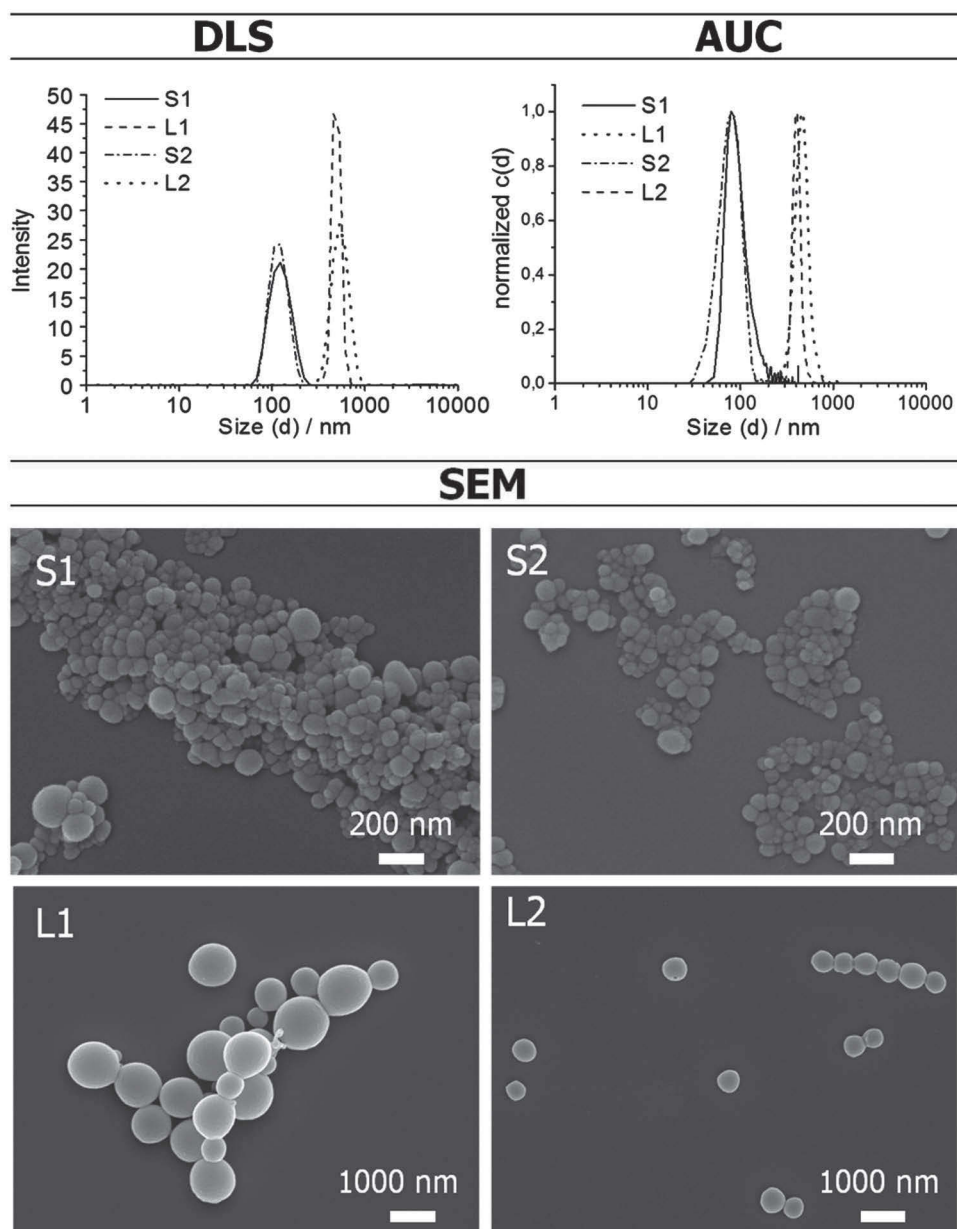 DLS
AUC
50
45
40
35
30
25
20
15
10
5
0
Intensity
S1
L1
S2
L2
1 10 100 1000 10000
Size (d) / nm
1,0
0,8
0,6
0,4
0,2
0,0
normalized c(d)
S1
L1
S2
L2
1 10 100 1000 10000
Size (d) / nm
SEM
S1
200 nm
S2
200 nm
L1
1000 nm
L2
1000 nm